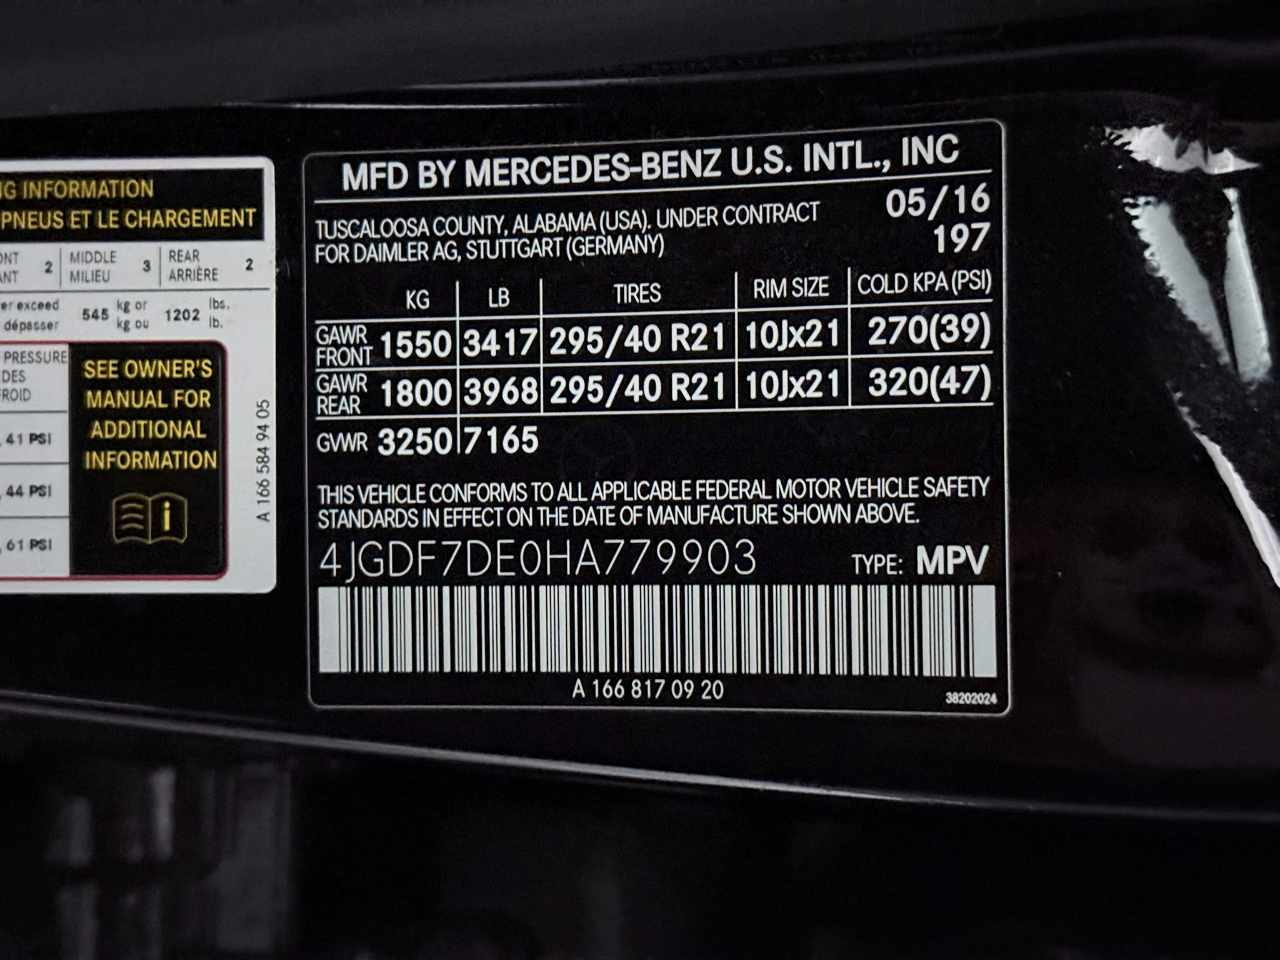 NG INFORMATION
PNEUS ET LE CHARGEMENT
2 MIDDLE MILIEU 3 REAR ARRIÈRE 2
er exceed
dépasser
545 kg or kg ou 1202 lbs. lb.
PRESSURE
DES
FROID
41 PSI
44 PSI
61 PSI
SEE OWNER'S
MANUAL FOR
ADDITIONAL
INFORMATION
i
A 166 584 94 05
MFD BY MERCEDES-BENZ U.S. INTL., INC
TUSCALOOSA COUNTY, ALABAMA (USA). UNDER CONTRACT
FOR DAIMLER AG, STUTTGART (GERMANY)
05/16
197
KG LB TIRES RIM SIZE COLD KPA (PSI)
GAWR FRONT 1550 3417 295/40 R21 10Jx21 270(39)
GAWR REAR 1800 3968 295/40 R21 10Jx21 320(47)
GVWR 3250 7165
THIS VEHICLE CONFORMS TO ALL APPLICABLE FEDERAL MOTOR VEHICLE SAFETY
STANDARDS IN EFFECT ON THE DATE OF MANUFACTURE SHOWN ABOVE.
4JGDF7DE0HA779903 TYPE: MPV
A 166 817 09 20
38202024